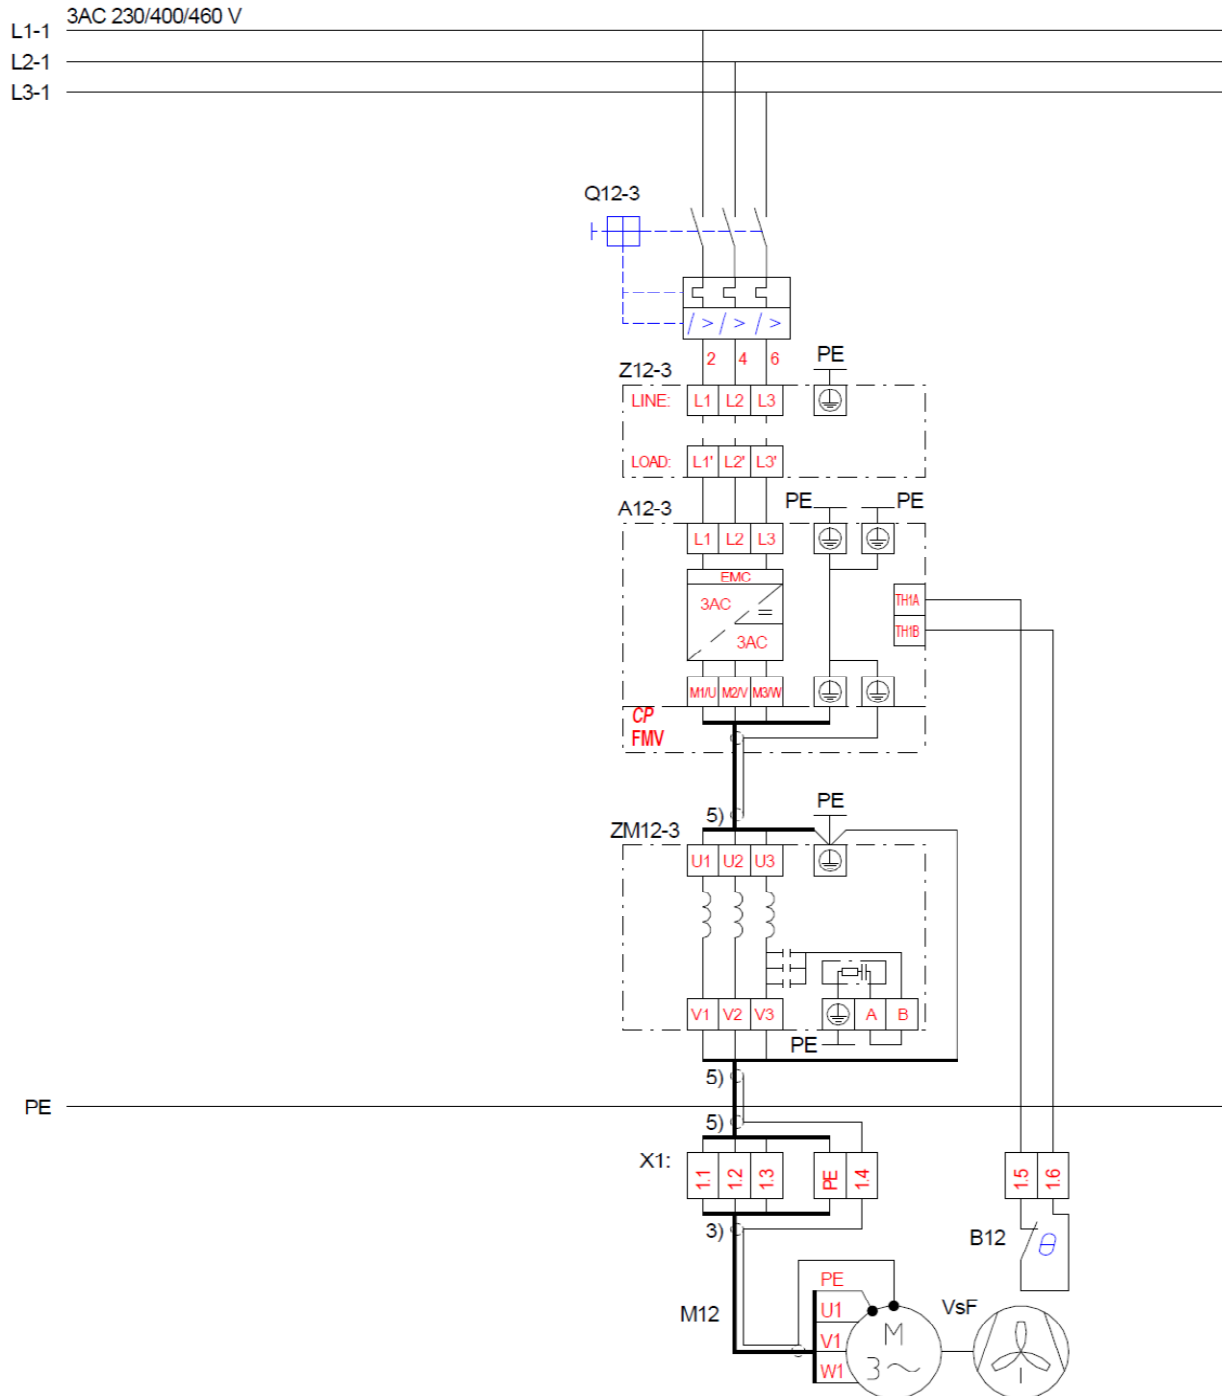 3AC 230/400/460 V
L1-1
L2-1
L3-1
Q12-3
/ > / > / >
2 4 6 PE
Z12-3
LINE: L1 L2 L3
LOAD: L1' L2' L3'
PE PE
A12-3
L1 L2 L3
EMC
3AC =
3AC
TH1A
TH1B
M1/U M2/V M3/W
CP
FMV
5) PE
ZM12-3
U1 U2 U3
V1 V2 V3 A B
PE
5)
PE
5)
X1: 1.1 1.2 1.3 PE 1.4 1.5 1.6
3)
B12 θ
PE
M12 U1 VsF
V1 M
W1 3~